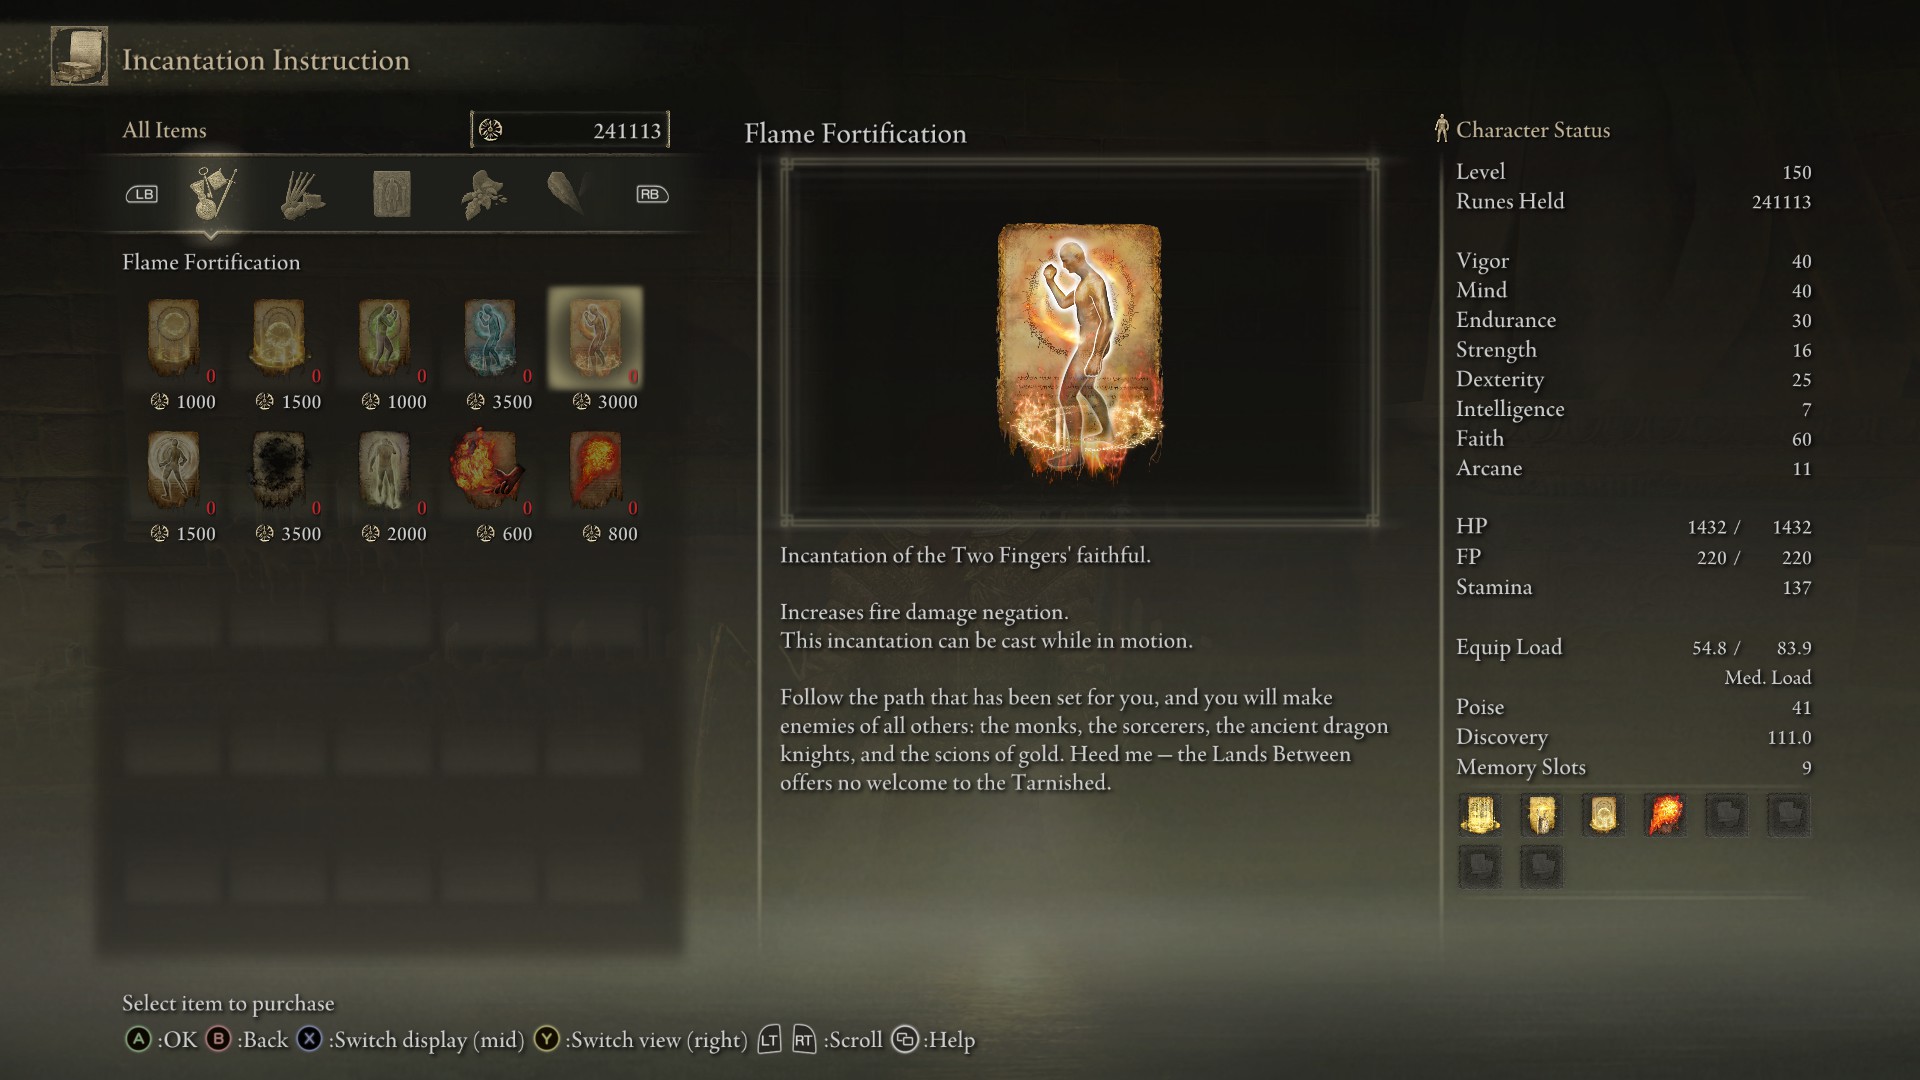 Incantation Instruction
All Items
241113
LB
RB
Flame Fortification
0 0 0 0 0
1000 1500 1000 3500 3000
0 0 0 0 0
1500 3500 2000 600 800
Flame Fortification
Incantation of the Two Fingers' faithful.
Increases fire damage negation.
This incantation can be cast while in motion.
Follow the path that has been set for you, and you will make
enemies of all others: the monks, the sorcerers, the ancient dragon
knights, and the scions of gold. Heed me – the Lands Between
offers no welcome to the Tarnished.
Character Status
Level 150
Runes Held 241113
Vigor 40
Mind 40
Endurance 30
Strength 16
Dexterity 25
Intelligence 7
Faith 60
Arcane 11
HP 1432 / 1432
FP 220 / 220
Stamina 137
Equip Load 54.8 / 83.9
Med. Load
Poise 41
Discovery 111.0
Memory Slots 9
Select item to purchase
A :OK B :Back X :Switch display (mid) Y :Switch view (right) LT RT :Scroll :Help